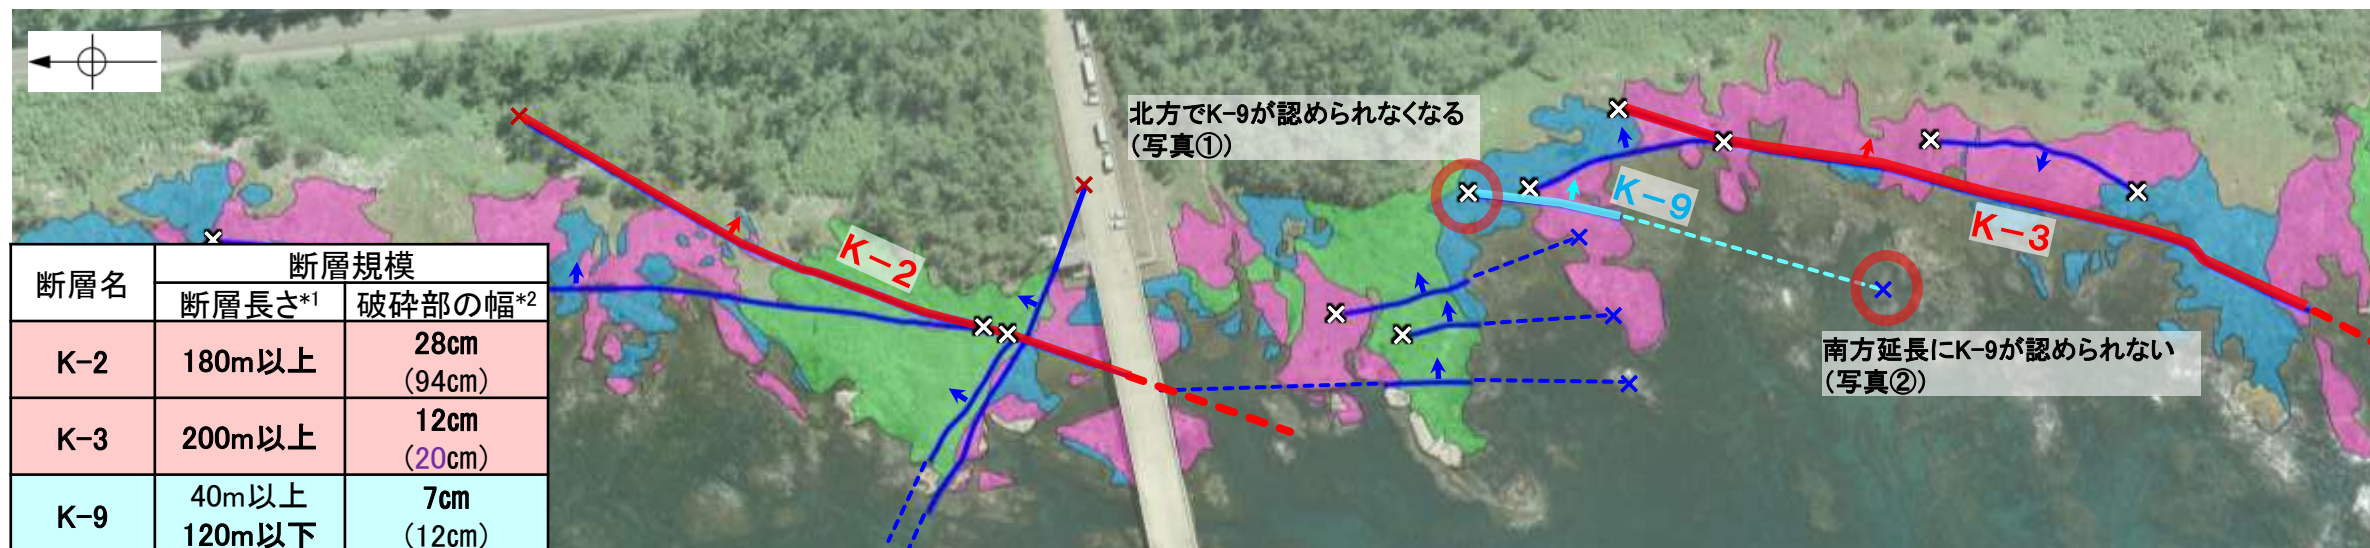 北方でK-9が認められなくなる
(写真①)
K-9
K-2
K-3
南方延長にK-9が認められない
(写真②)
断層名
断層規模
断層長さ*1
破砕部の幅*2
K-2
180m以上
28cm
(94cm)
K-3
200m以上
12cm
(20cm)
K-9
40m以上
120m以下
7cm
(12cm)